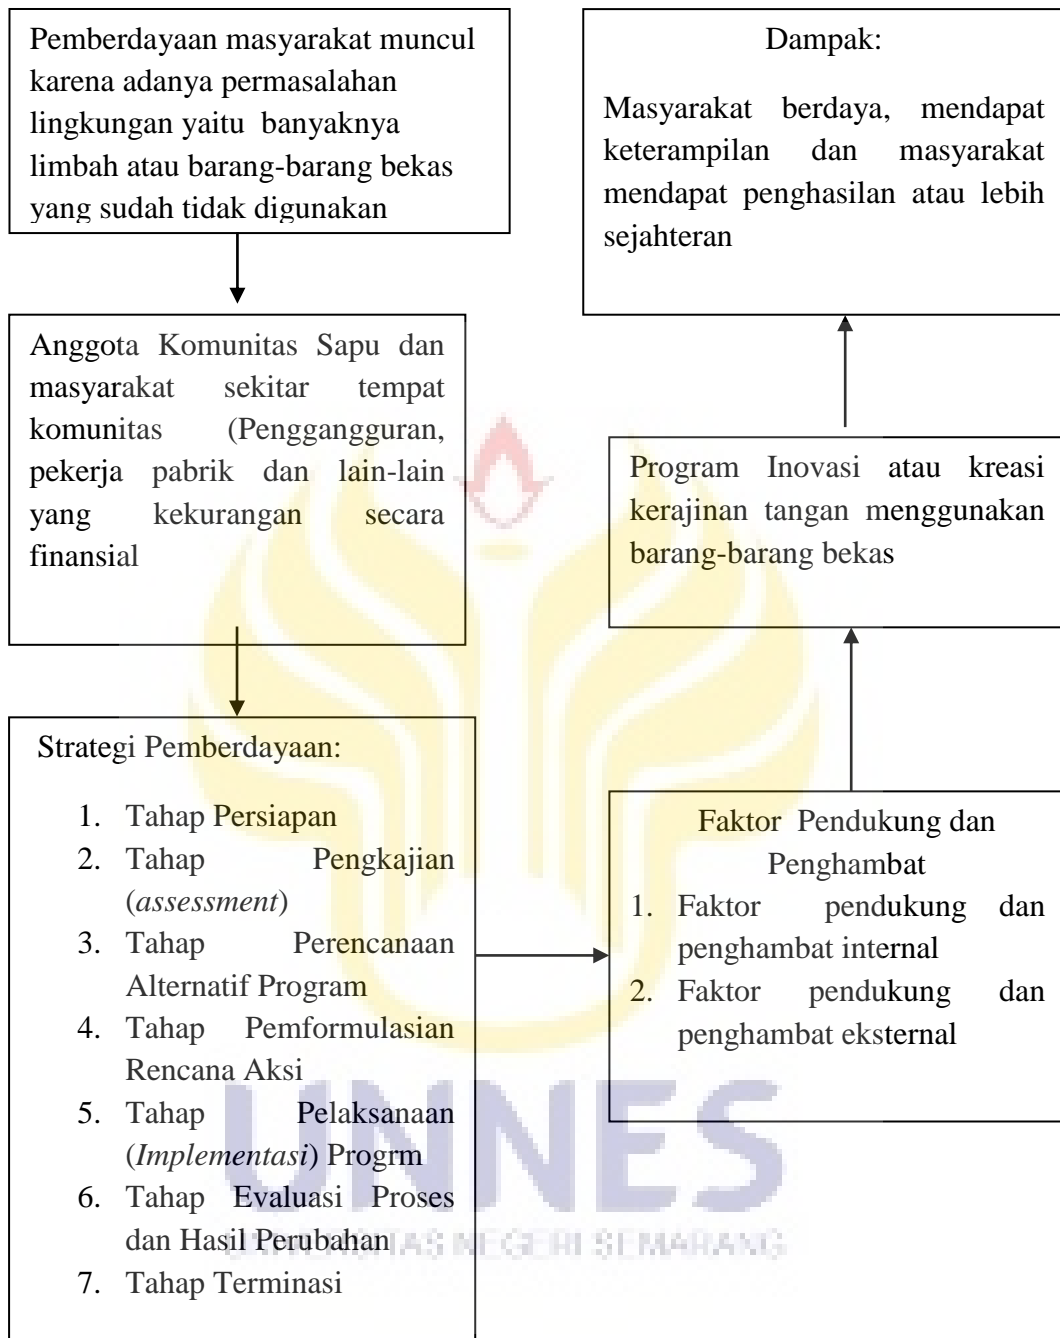 Pemberdayaan masyarakat muncul
karena adanya permasalahan
lingkungan yaitu banyaknya
limbah atau barang-barang bekas
yang sudah tidak digunakan
Anggota Komunitas Sapu dan
masyarakat sekitar tempat
komunitas (Penggangguran,
pekerja pabrik dan lain-lain
yang kekurangan secara
finansial
Strategi Pemberdayaan:
1. Tahap Persiapan
2. Tahap Pengkajian
(assessment)
3. Tahap Perencanaan
Alternatif Program
4. Tahap Pemformulasian
Rencana Aksi
5. Tahap Pelaksanaan
(Implementasi) Progrm
6. Tahap Evaluasi Proses
dan Hasil Perubahan
7. Tahap Terminasi
Faktor Pendukung dan
Penghambat
1. Faktor pendukung dan
penghambat internal
2. Faktor pendukung dan
penghambat eksternal
Program Inovasi atau kreasi
kerajinan tangan menggunakan
barang-barang bekas
Dampak:
Masyarakat berdaya, mendapat
keterampilan dan masyarakat
mendapat penghasilan atau lebih
sejahteran
UNNES
UNIVERSITAS NEGERI SEMARANG